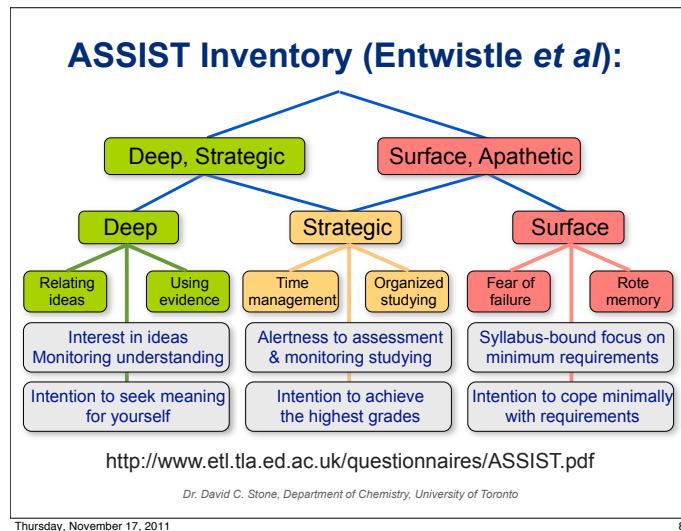 ASSIST Inventory (Entwistle et al):
Deep, Strategic
Surface, Apathetic
Deep
Strategic
Surface
Relating
ideas
Using
evidence
Time
management
Organized
studying
Fear of
failure
Rote
memory
Interest in ideas
Monitoring understanding
Alertness to assessment
& monitoring studying
Syllabus-bound focus on
minimum requirements
Intention to seek meaning
for yourself
Intention to achieve
the highest grades
Intention to cope minimally
with requirements
http://www.etl.tla.ed.ac.uk/questionnaires/ASSIST.pdf
Dr. David C. Stone, Department of Chemistry, University of Toronto
Thursday, November 17, 2011
8